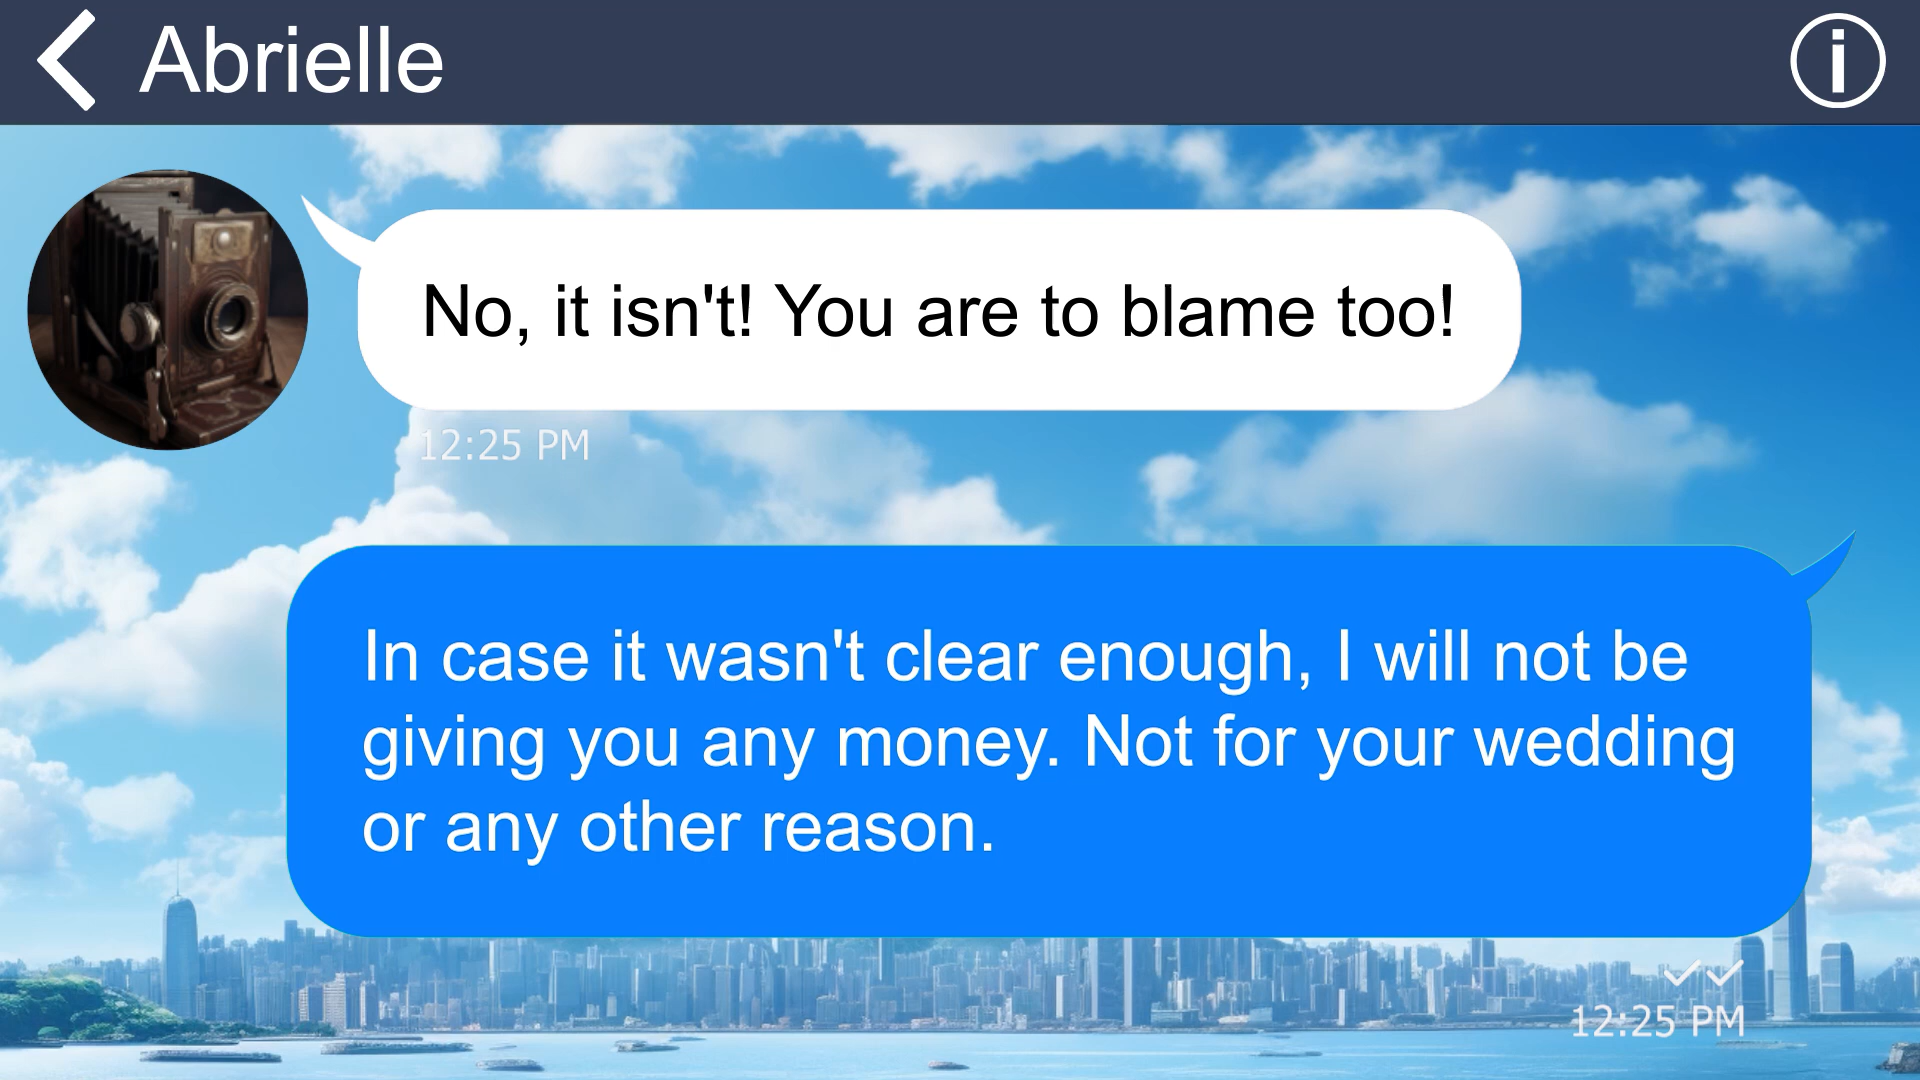 Abrielle
No, it isn't! You are to blame too!
12:25 PM
In case it wasn't clear enough, I will not be
giving you any money. Not for your wedding
or any other reason.
12:25 PM